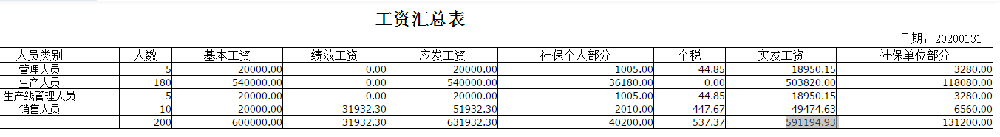 工资汇总表
日期：20200131
人员类别 人数 基本工资 绩效工资 应发工资 社保个人部分 个税 实发工资 社保单位部分
管理人员 5 20000.00 0.00 20000.00 1005.00 44.85 18950.15 3280.00
生产人员 180 540000.00 0.00 540000.00 36180.00 0.00 503820.00 118080.00
生产线管理人员 5 20000.00 0.00 20000.00 1005.00 44.85 18950.15 3280.00
销售人员 10 20000.00 31932.30 51932.30 2010.00 447.67 49474.63 6560.00
200 600000.00 31932.30 631932.30 40200.00 537.37 591194.93 131200.00